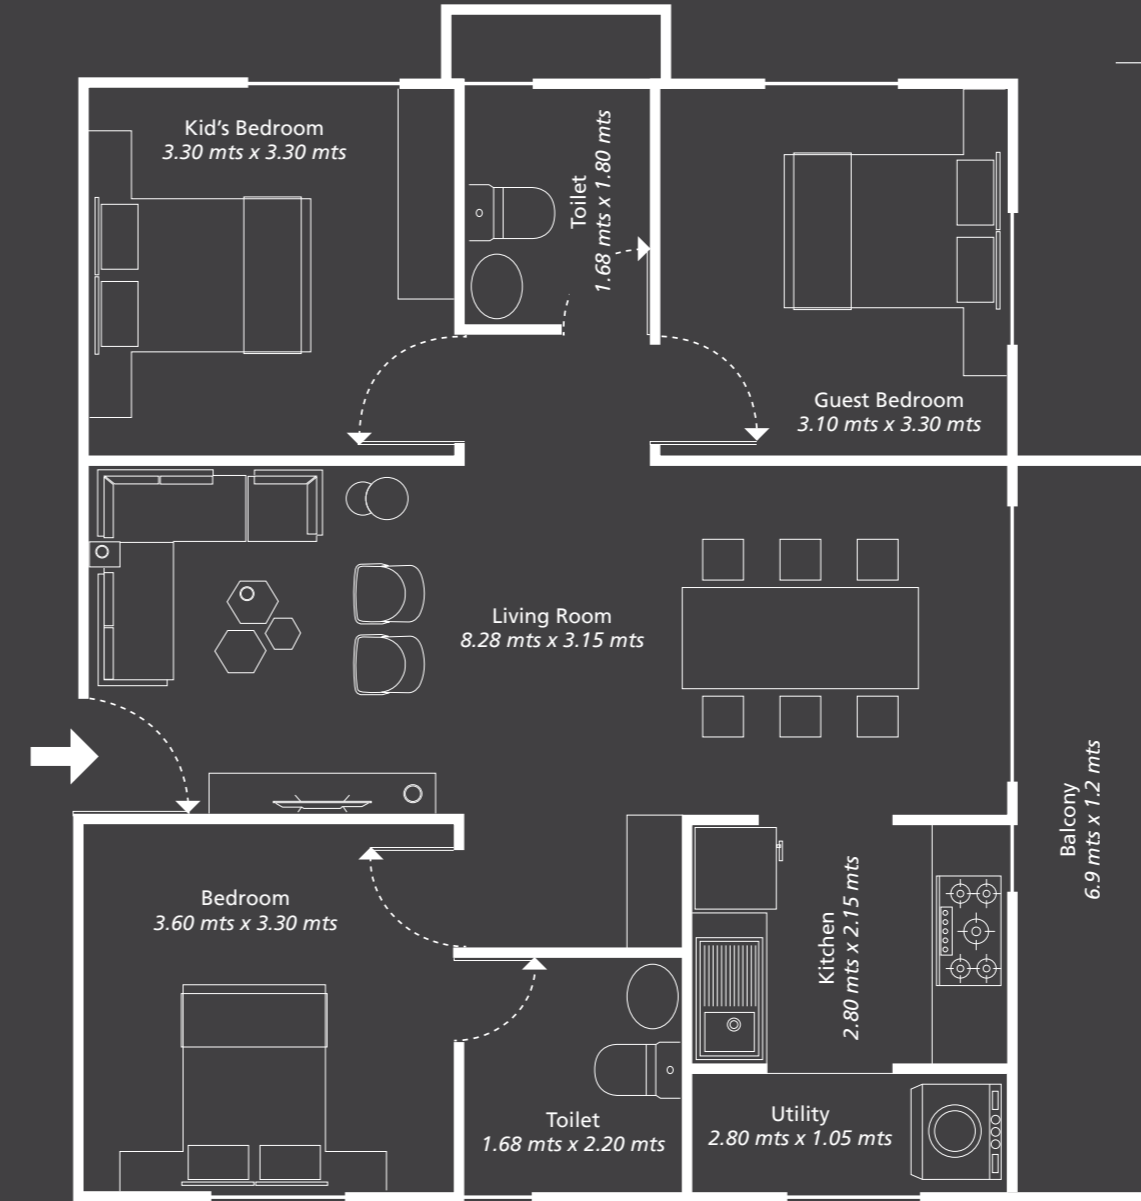 Kid’s Bedroom
3.30 mts x 3.30 mts
Toilet
1.68 mts x 1.80 mts
Guest Bedroom
3.10 mts x 3.30 mts
Living Room
8.28 mts x 3.15 mts
Balcony
6.9 mts x 1.2 mts
Bedroom
3.60 mts x 3.30 mts
Kitchen
2.80 mts x 2.15 mts
Toilet
1.68 mts x 2.20 mts
Utility
2.80 mts x 1.05 mts